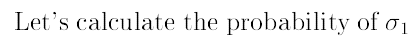 Let's calculate the probability of σ₁